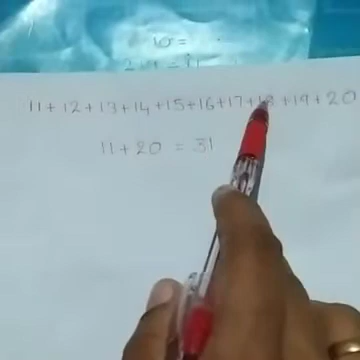 10 =
11 + 12 + 13 + 14 + 15 + 16 + 17 + 18 + 19 + 20
11 + 20 = 31